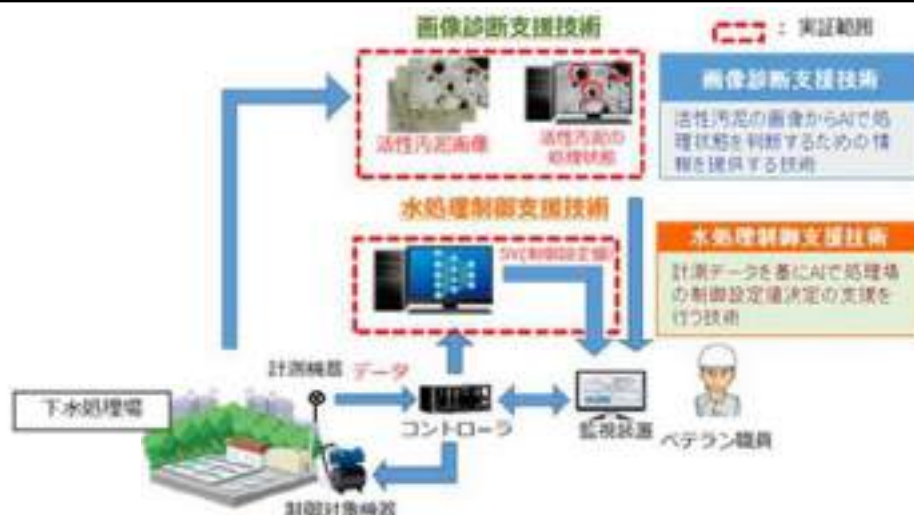 画像診断支援技術
: 実証範囲
活性汚泥画像
活性汚泥の
処理状態
画像診断支援技術
活性汚泥の画像からAIで処
理状態を判断するための情
報を提供する技術
水処理制御支援技術
SV(制御設定値)
水処理制御支援技術
計測データを基にAIで処理場
の制御設定値決定の支援を
行う技術
計測機器
データ
下水処理場
コントローラ
監視装置
ベテラン職員
制御対象機器